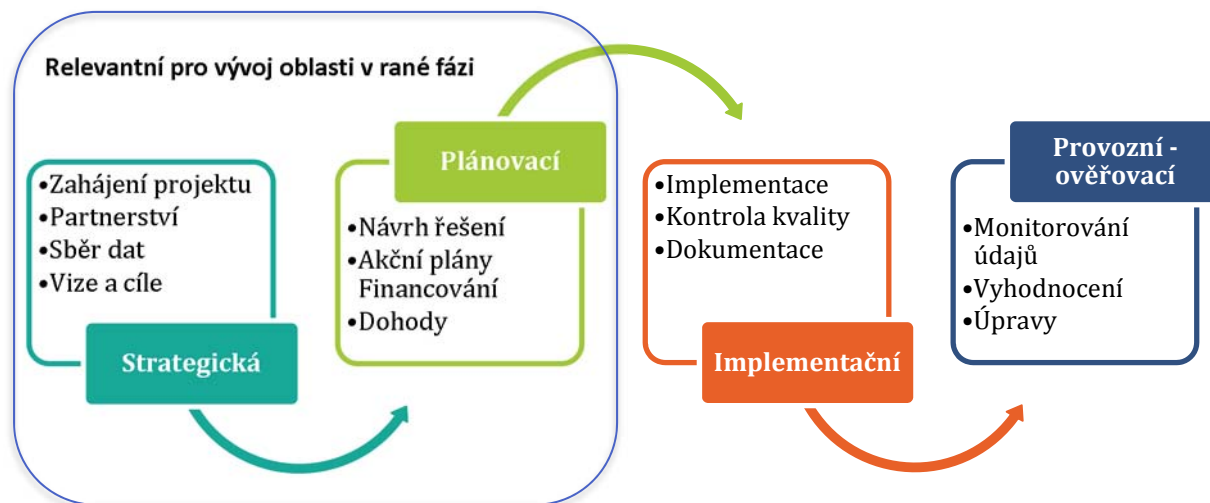 Relevantní pro vývoj oblasti v rané fázi
•Zahájení projektu
•Partnerství
•Sběr dat
•Vize a cíle
Strategická
Plánovací
•Návrh řešení
•Akční plány
Financování
•Dohody
•Implementace
•Kontrola kvality
•Dokumentace
Implementační
Provozní -
ověřovací
•Monitorování
údajů
•Vyhodnocení
•Úpravy